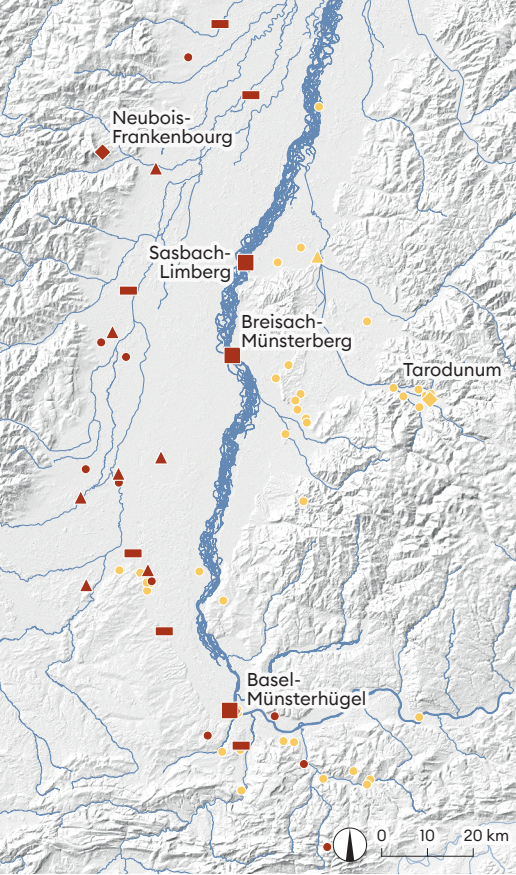 Neubois-
Frankenbourg
Sasbach-
Limberg
Breisach-
Münsterberg
Tarodunum
Basel-
Münsterhügel
0 10 20 km